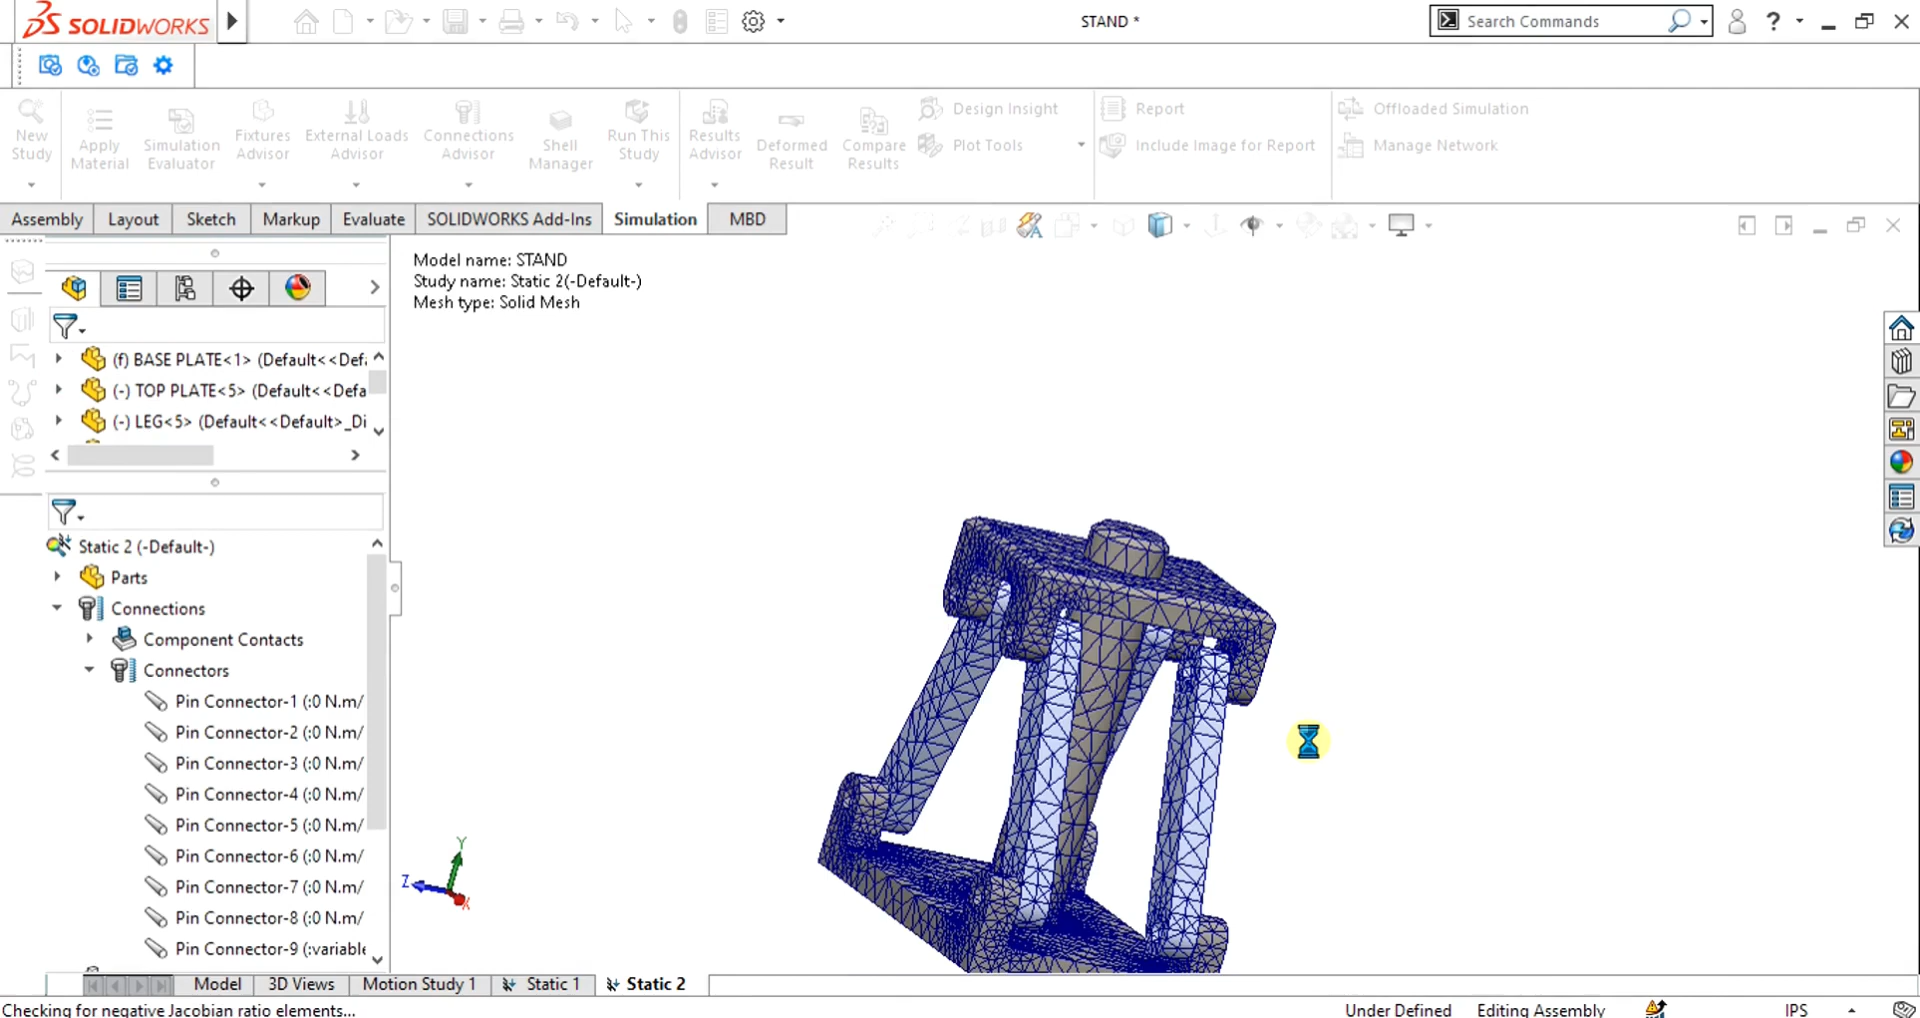 SOLIDWORKS
STAND *
Search Commands
?
New Study
Apply Material
Simulation Evaluator
Fixtures Advisor
External Loads Advisor
Connections Advisor
Shell Manager
Run This Study
Results Advisor
Deformed Result
Compare Results
Design Insight
Plot Tools
Report
Include Image for Report
Offloaded Simulation
Manage Network
Assembly
Layout
Sketch
Markup
Evaluate
SOLIDWORKS Add-Ins
Simulation
MBD
Model name: STAND
Study name: Static 2(-Default-)
Mesh type: Solid Mesh
(f) BASE PLATE<1> (Default<<Def
(-) TOP PLATE<5> (Default<<Defa
(-) LEG<5> (Default<<Default>_Di
Static 2 (-Default-)
Parts
Connections
Component Contacts
Connectors
Pin Connector-1 (:0 N.m/
Pin Connector-2 (:0 N.m/
Pin Connector-3 (:0 N.m/
Pin Connector-4 (:0 N.m/
Pin Connector-5 (:0 N.m/
Pin Connector-6 (:0 N.m/
Pin Connector-7 (:0 N.m/
Pin Connector-8 (:0 N.m/
Pin Connector-9 (:variable
Y
Z
X
Model
3D Views
Motion Study 1
Static 1
Static 2
Checking for negative Jacobian ratio elements...
Under Defined
Editing Assembly
IPS